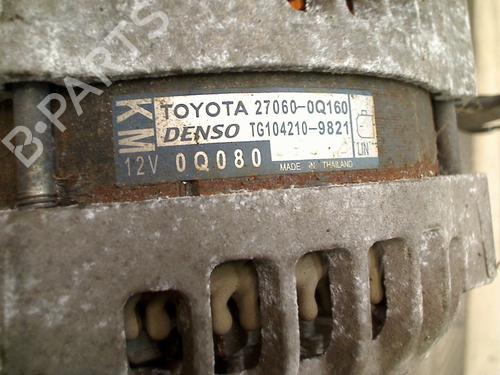 KM
TOYOTA 27060-0Q160
DENSO TG104210-9821
LIN
12V 0Q080 MADE IN THAILAND
B-PARTS